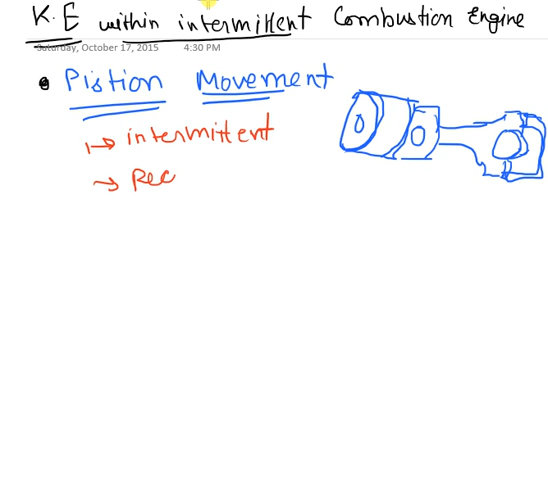 K.E within intermittent Combustion Engine
Saturday, October 17, 2015 4:30 PM
Pistion Movement
intermittent
Rec